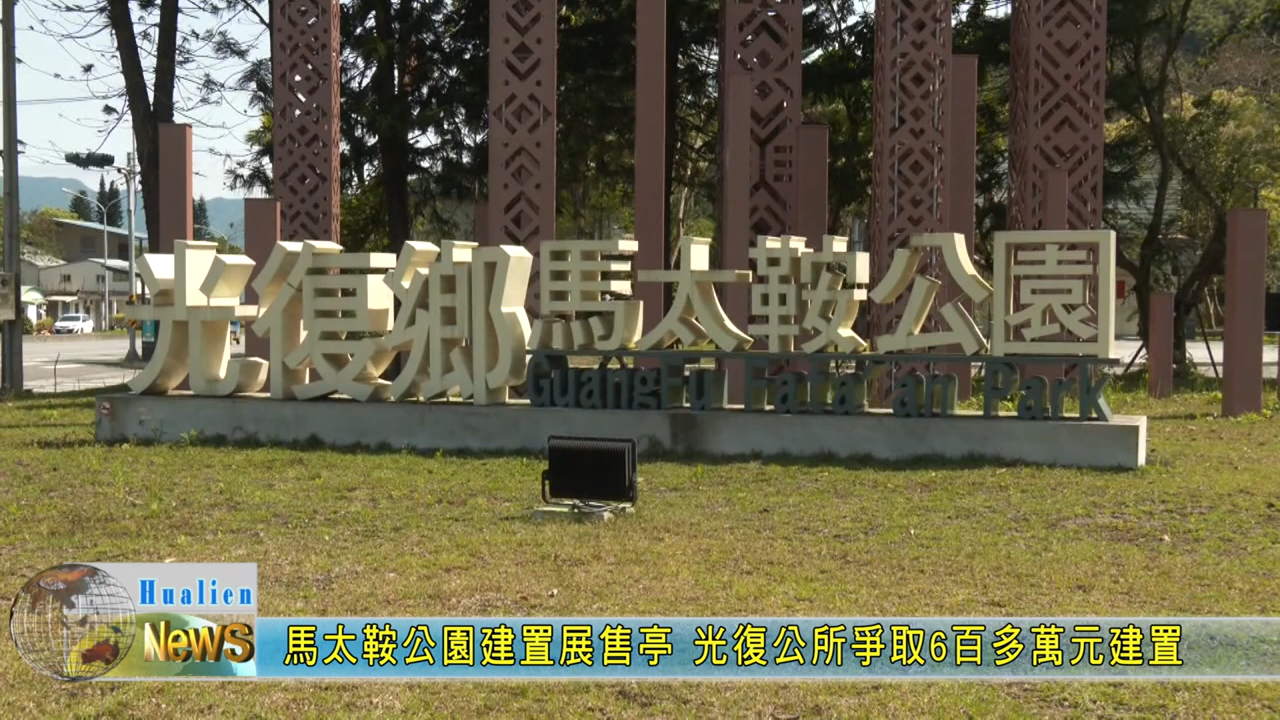 光復鄉馬太鞍公園
GuangFu Fata'an Park
Hualien
News
馬太鞍公園建置展售亭 光復公所爭取6百多萬元建置